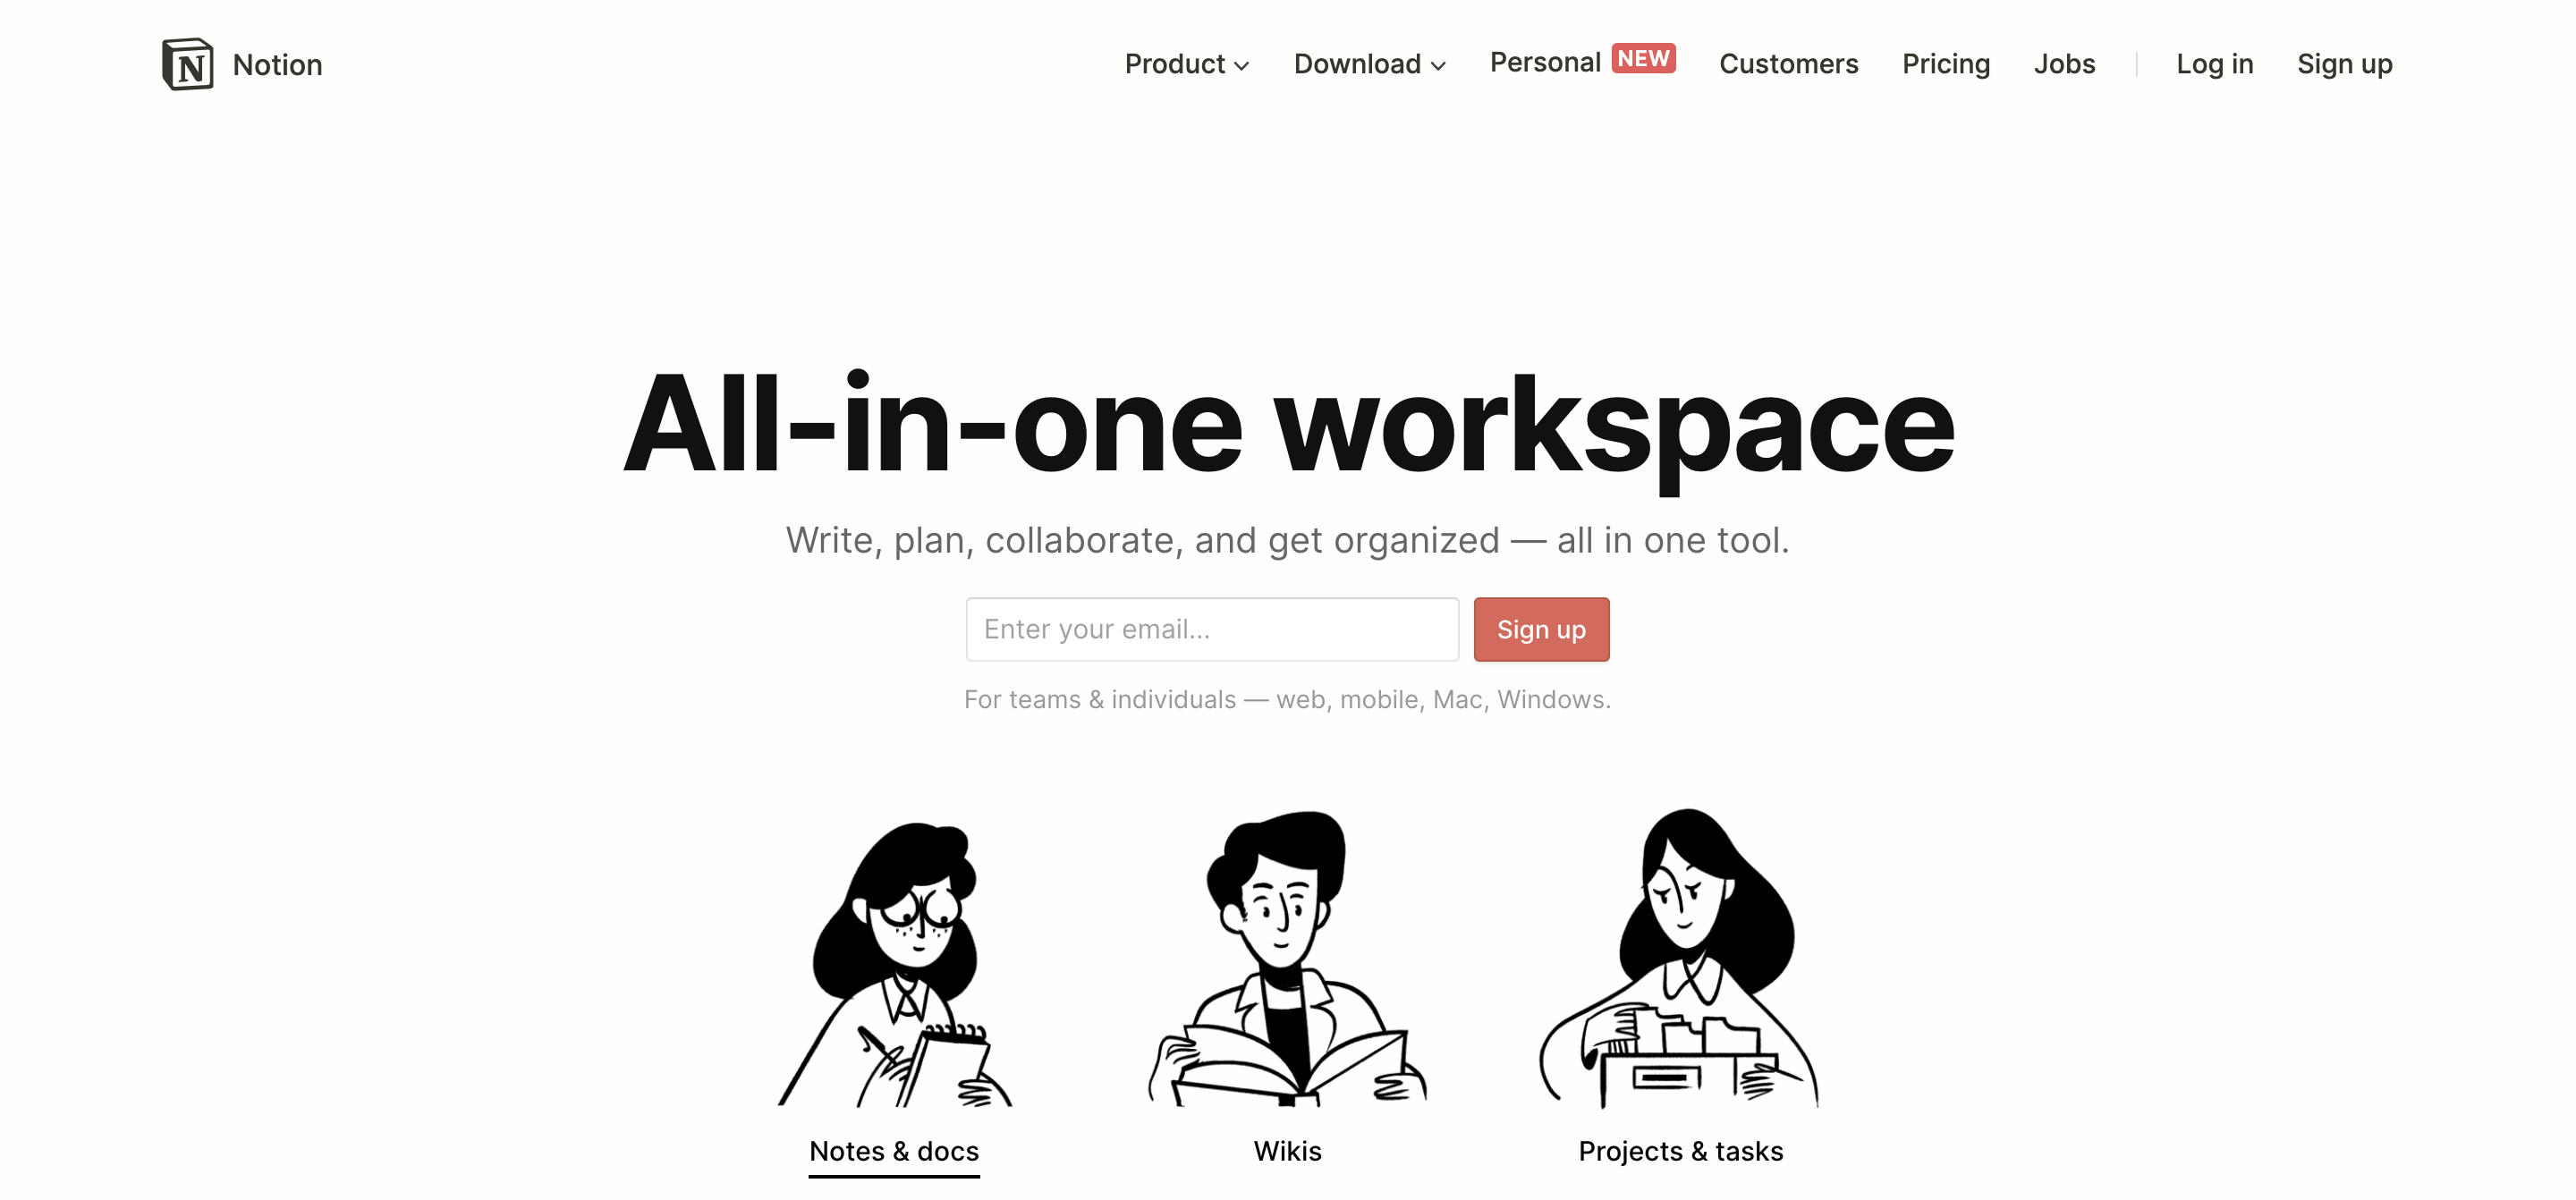 N Notion Product Download Personal NEW Customers Pricing Jobs Log in Sign up
All-in-one workspace
Write, plan, collaborate, and get organized — all in one tool.
Enter your email... Sign up
For teams & individuals — web, mobile, Mac, Windows.
Notes & docs Wikis Projects & tasks